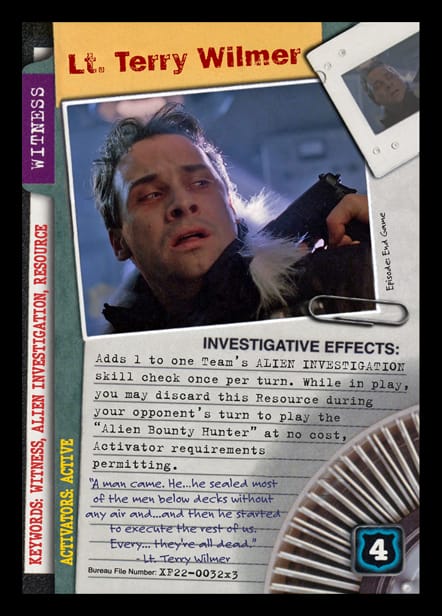 Lt. Terry Wilmer
WITNESS
KEYWORDS: WITNESS, ALIEN INVESTIGATION, RESOURCE
ACTIVATORS: ACTIVE
Episode: End Game
INVESTIGATIVE EFFECTS:
Adds 1 to one Team's ALIEN INVESTIGATION
skill check once per turn. While in play,
you may discard this Resource during
your opponent's turn to play the
"Alien Bounty Hunter" at no cost,
Activator requirements
permitting.
"A man came. He...he sealed most
of the men below decks without
any air and...and then he started
to execute the rest of us.
Every... they're all dead."
- Lt. Terry Wilmer
Bureau File Number: XF22-0032x3
4